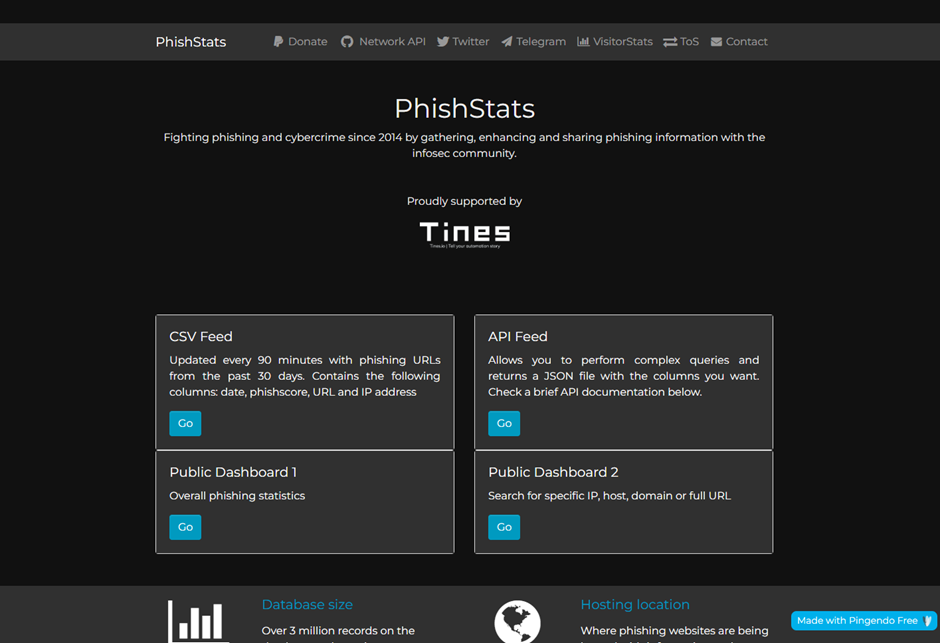 PhishStats Donate Network API Twitter Telegram VisitorStats ToS Contact
PhishStats
Fighting phishing and cybercrime since 2014 by gathering, enhancing and sharing phishing information with the
infosec community.
Proudly supported by
Tines
Tines.io | Tell your automation story
CSV Feed
Updated every 90 minutes with phishing URLs
from the past 30 days. Contains the following
columns: date, phishscore, URL and IP address
Go
API Feed
Allows you to perform complex queries and
returns a JSON file with the columns you want.
Check a brief API documentation below.
Go
Public Dashboard 1
Overall phishing statistics
Go
Public Dashboard 2
Search for specific IP, host, domain or full URL
Go
Database size
Over 3 million records on the
Hosting location
Where phishing websites are being
Made with Pingendo Free